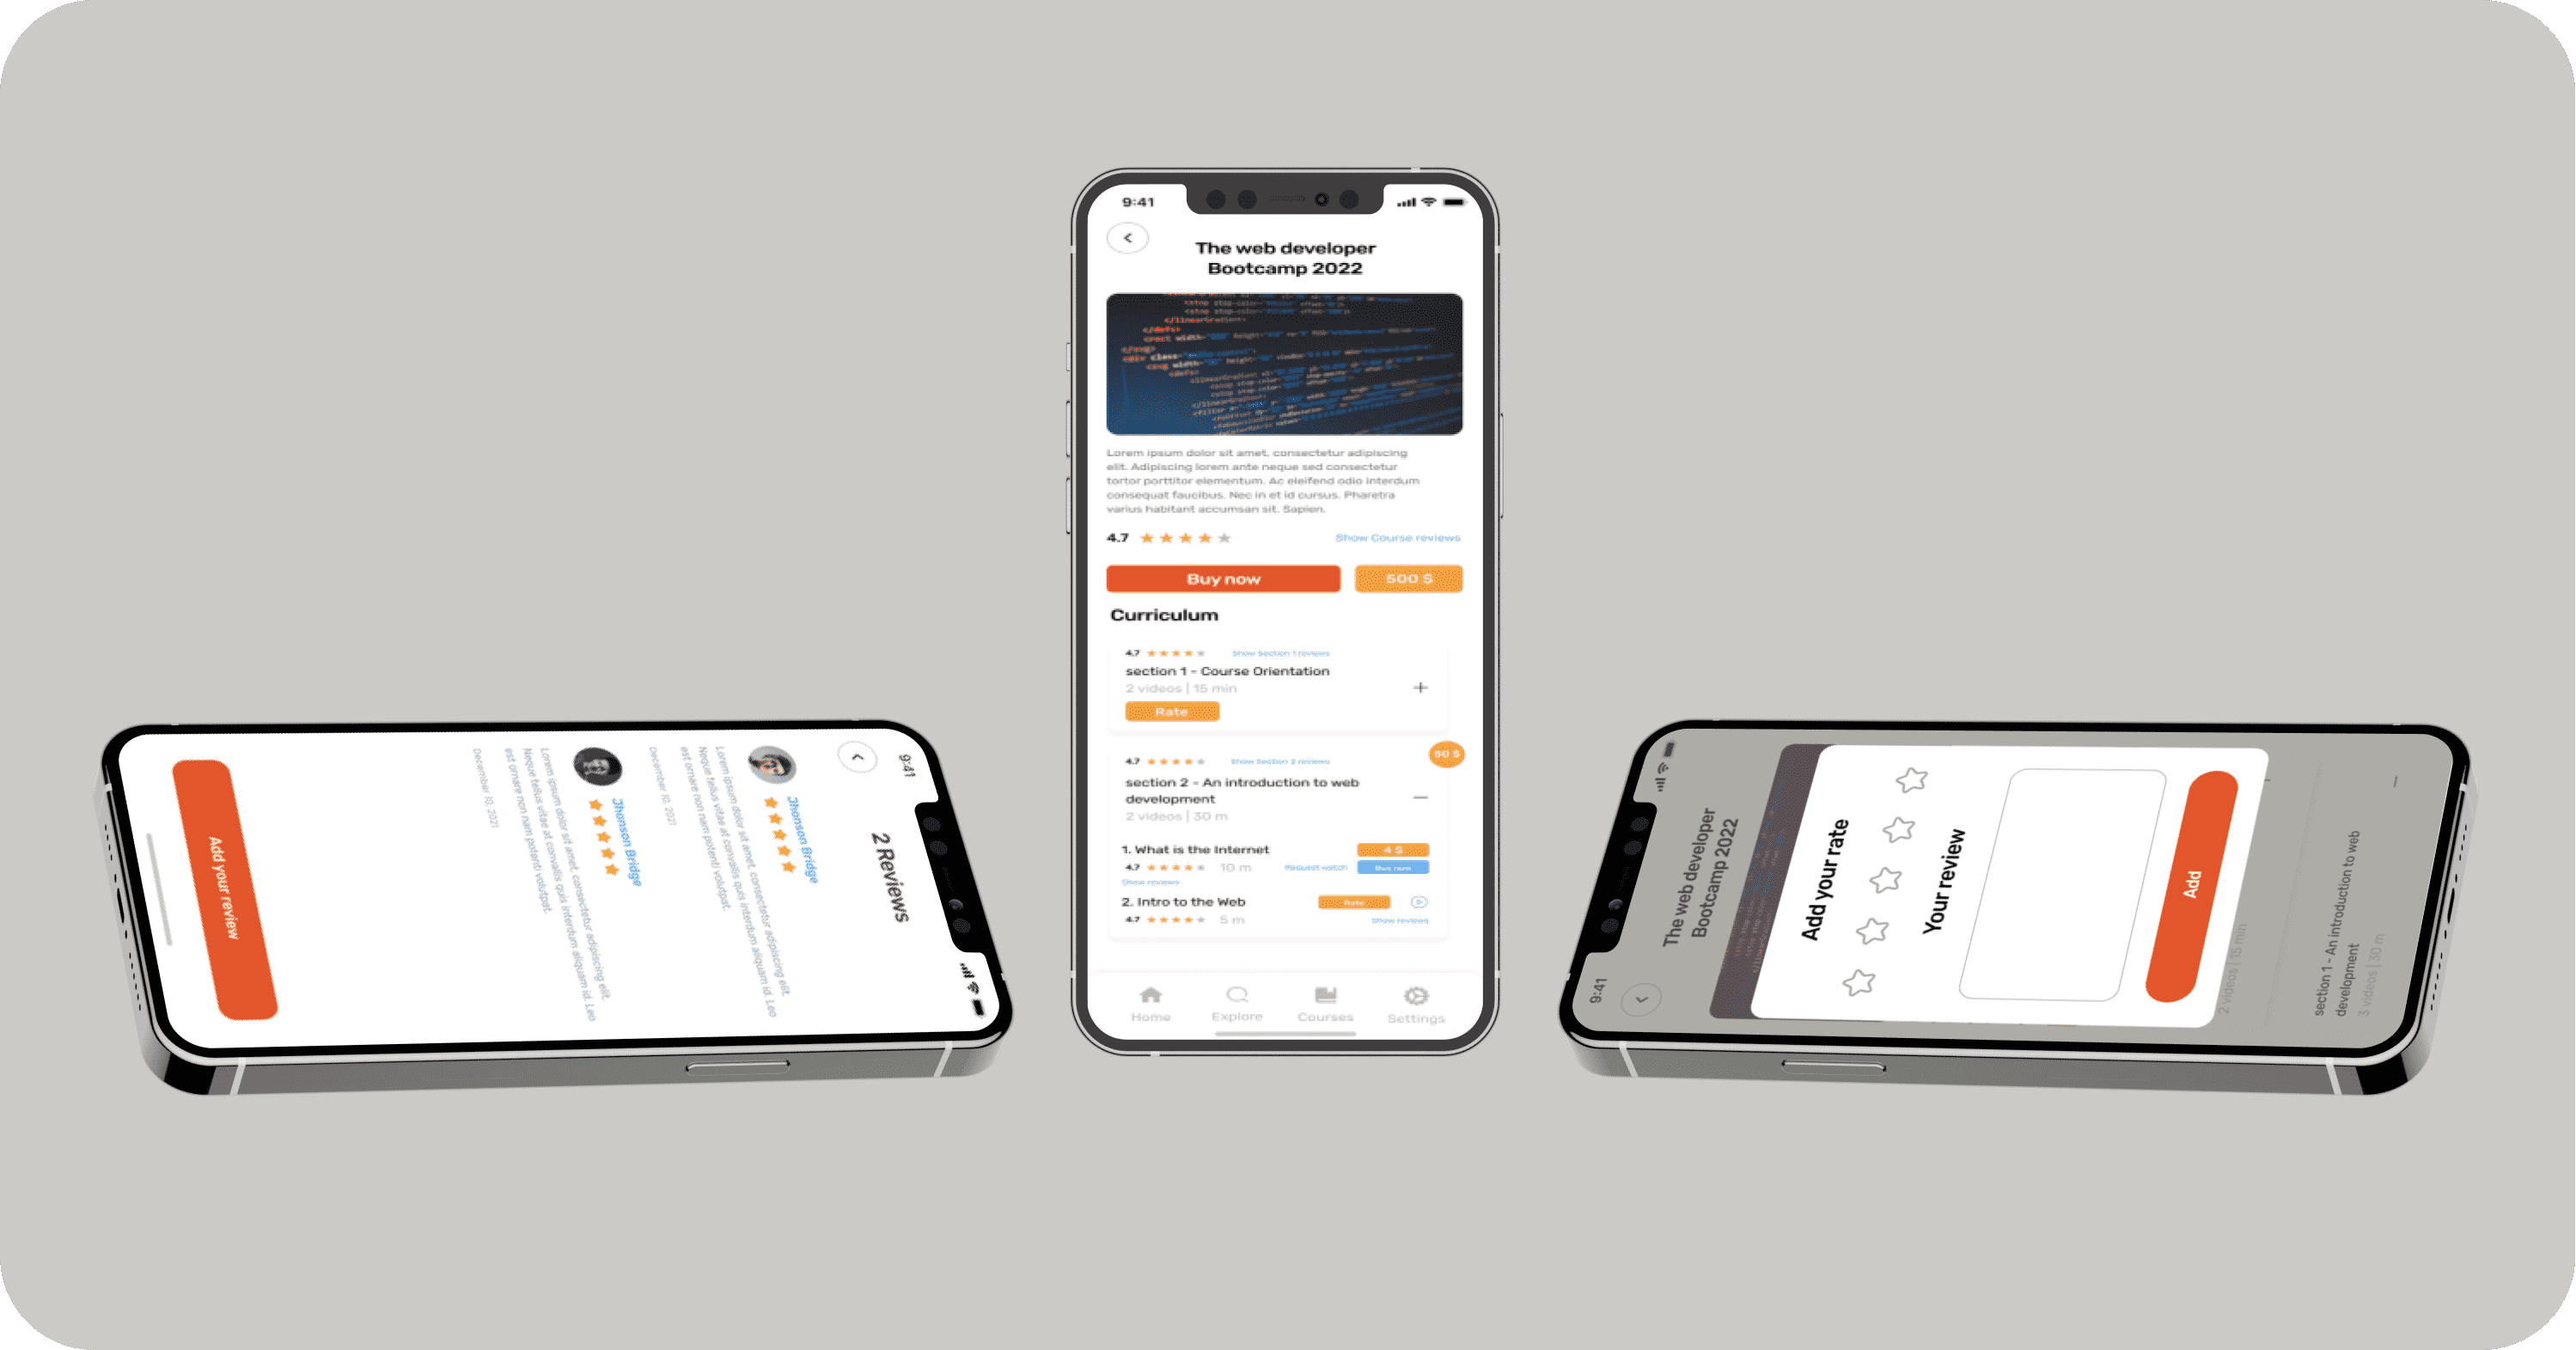 9:41
2 Reviews
Jhonson Bridge
Lorem ipsum dolor sit amet, consectetur adipiscing elit.
Neque tellus vitae at convallis quis interdum aliquam id. Leo
est ornare non nam potenti volutpat.
December 10, 2021
Jhonson Bridge
Lorem ipsum dolor sit amet, consectetur adipiscing elit.
Neque tellus vitae at convallis quis interdum aliquam id. Leo
est ornare non nam potenti volutpat.
December 10, 2021
Add your review
9:41
The web developer
Bootcamp 2022
Lorem ipsum dolor sit amet, consectetur adipiscing
elit. Adipiscing lorem ante neque sed consectetur
tortor porttitor elementum. Ac eleifend odio interdum
consequat faucibus. Nec in et id cursus. Pharetra
varius habitant accumsan sit. Sapien.
4.7 Show Course reviews
Buy now 500 $
Curriculum
4.7 Show Section 1 reviews
section 1 - Course Orientation
2 videos | 15 min
Rate
60 $
4.7 Show Section 2 reviews
section 2 - An introduction to web
development
2 videos | 30 m
1. What is the Internet 4 $
4.7 10 m Request watch Buy now
Show reviews
2. Intro to the Web Rate
4.7 5 m Show reviews
Home Explore Courses Settings
9:41
The web developer
Bootcamp 2022
Add your rate
Your review
Add
2 videos | 15 min
section 1 - An introduction to web
development
3 videos | 30 m